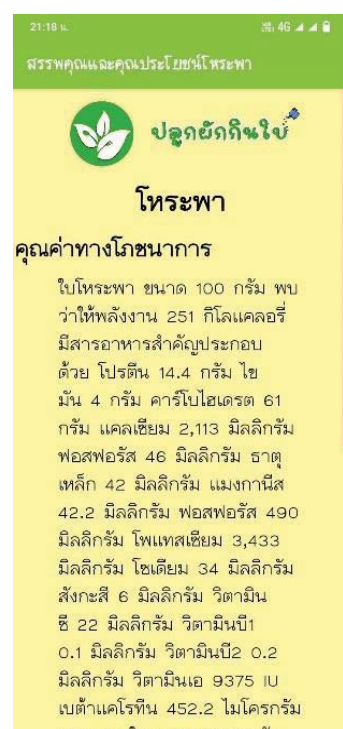 21:18 น.
4G
สรรพคุณและคุณประโยชน์โหระพา
ปลูกผักกินใบ
โหระพา
คุณค่าทางโภชนาการ
ใบโหระพา ขนาด 100 กรัม พบ
ว่าให้พลังงาน 251 กิโลแคลอรี่
มีสารอาหารสำคัญประกอบ
ด้วย โปรตีน 14.4 กรัม ไข
มัน 4 กรัม คาร์โบไฮเดรต 61
กรัม แคลเซียม 2,113 มิลลิกรัม
ฟอสฟอรัส 46 มิลลิกรัม ธาตุ
เหล็ก 42 มิลลิกรัม แมงกานีส
42.2 มิลลิกรัม ฟอสฟอรัส 490
มิลลิกรัม โพแทสเซียม 3,433
มิลลิกรัม โซเดียม 34 มิลลิกรัม
สังกะสี 6 มิลลิกรัม วิตามิน
ซี 22 มิลลิกรัม วิตามินบี1
0.1 มิลลิกรัม วิตามินบี2 0.2
มิลลิกรัม วิตามินเอ 9375 IU
เบต้าแคโรทีน 452.2 ไมโครกรัม